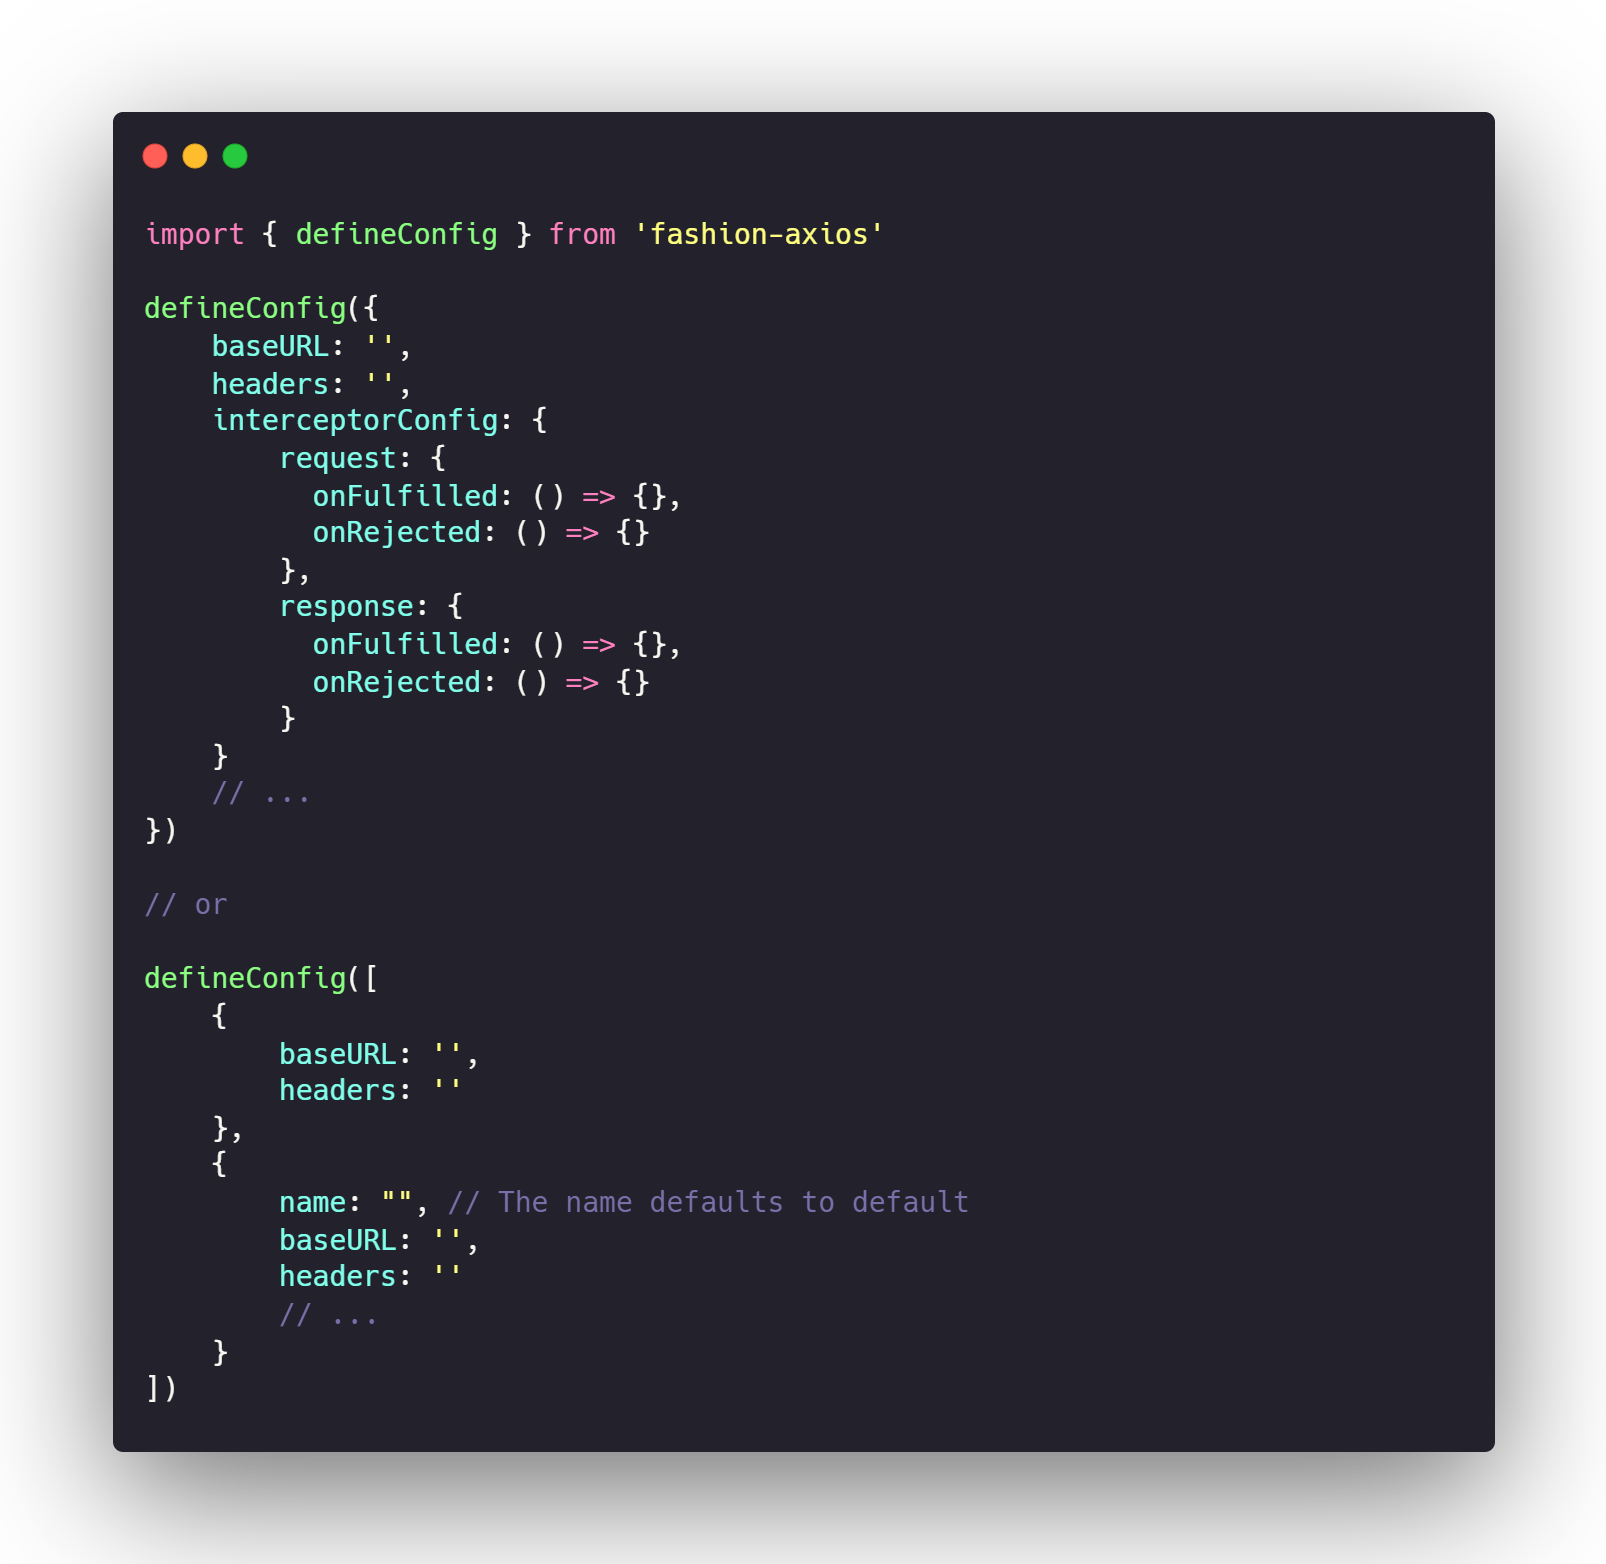 import { defineConfig } from 'fashion-axios'

defineConfig({
    baseURL: '',
    headers: '',
    interceptorConfig: {
        request: {
          onFulfilled: () => {},
          onRejected: () => {}
        },
        response: {
          onFulfilled: () => {},
          onRejected: () => {}
        }
    }
    // ...
})

// or

defineConfig([
    {
        baseURL: '',
        headers: ''
    },
    {
        name: "", // The name defaults to default
        baseURL: '',
        headers: ''
        // ...
    }
])